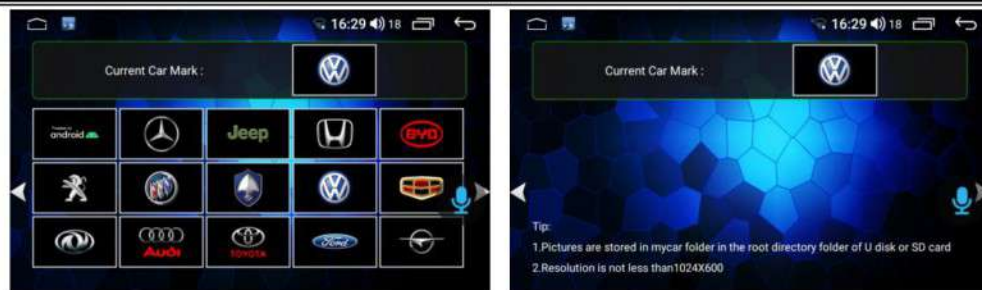 16:29 18
Current Car Mark :
Powered by
android
Jeep
BYD
Audi
TOYOTA
Ford
16:29 18
Current Car Mark :
Tip:
1.Pictures are stored in mycar folder in the root directory folder of U disk or SD card
2.Resolution is not less than1024X600